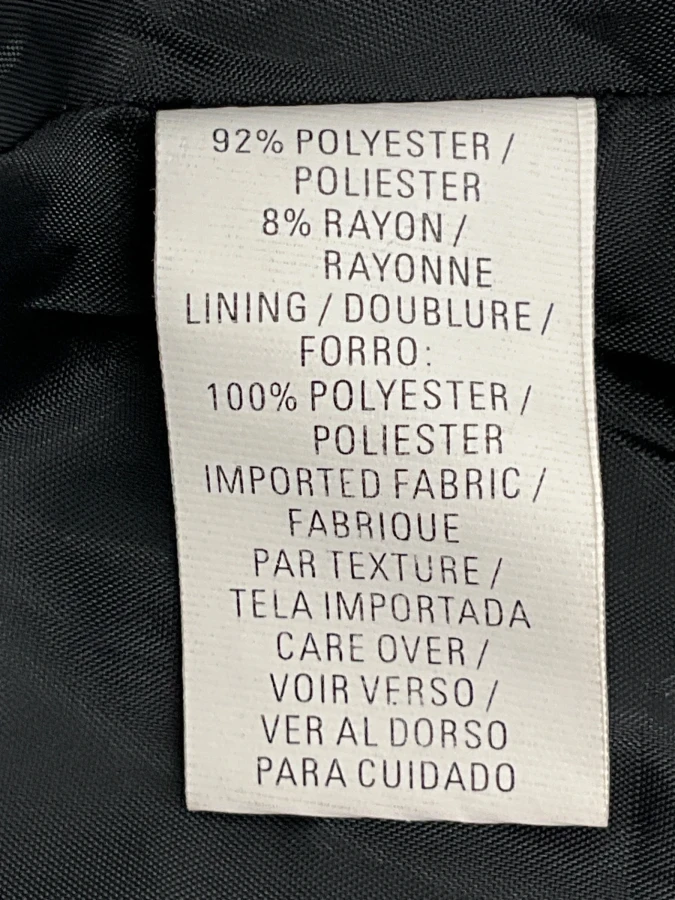 92% POLYESTER /
POLIESTER
8% RAYON /
RAYONNE
LINING / DOUBLURE /
FORRO:
100% POLYESTER /
POLIESTER
IMPORTED FABRIC /
FABRIQUE
PAR TEXTURE /
TELA IMPORTADA
CARE OVER /
VOIR VERSO /
VER AL DORSO
PARA CUIDADO